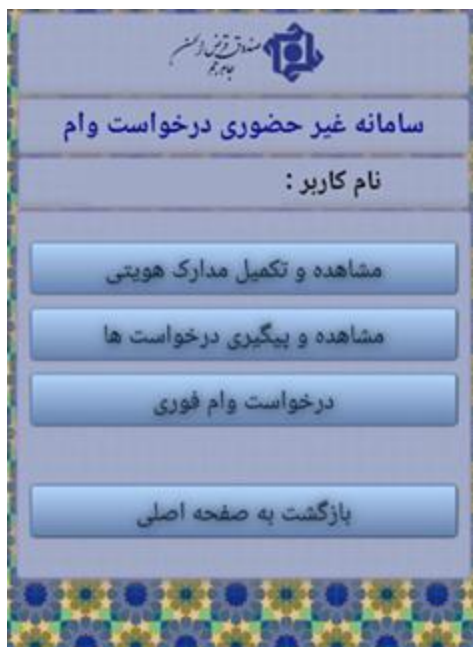 صندوق قرض الحسن
سامانه غیر حضوری درخواست وام
نام کاربر :
مشاهده و تکمیل مدارک هویتی
مشاهده و پیگیری درخواست ها
درخواست وام فوری
بازگشت به صفحه اصلی